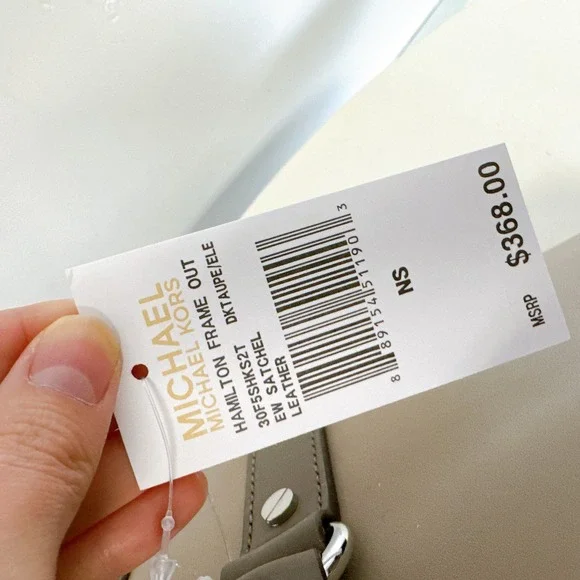 MICHAEL
MICHAEL KORS
HAMILTON FRAME OUT
DKTAUPE/ELE
30F5SHKS2T
EW SATCHEL
LEATHER
8 89154 51190 3
NS
MSRP $368.00